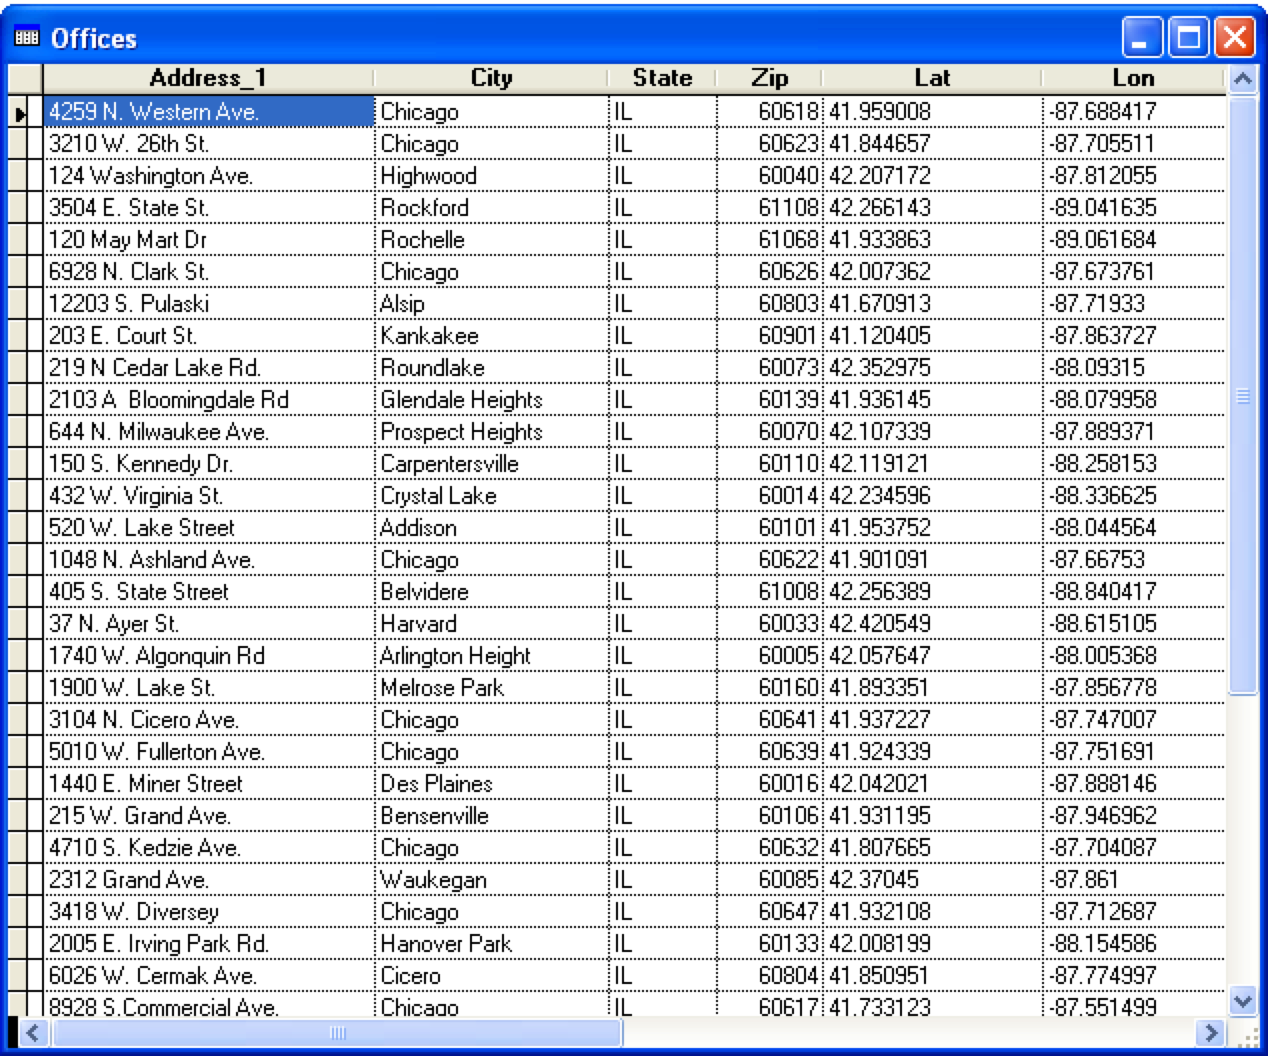 Offices
Address_1 City State Zip Lat Lon
4259 N. Western Ave. Chicago IL 60618 41.959008 -87.688417
3210 W. 26th St. Chicago IL 60623 41.844657 -87.705511
124 Washington Ave. Highwood IL 60040 42.207172 -87.812055
3504 E. State St. Rockford IL 61108 42.266143 -89.041635
120 May Mart Dr Rochelle IL 61068 41.933863 -89.061684
6928 N. Clark St. Chicago IL 60626 42.007362 -87.673761
12203 S. Pulaski Alsip IL 60803 41.670913 -87.71933
203 E. Court St. Kankakee IL 60901 41.120405 -87.863727
219 N Cedar Lake Rd. Roundlake IL 60073 42.352975 -88.09315
2103 A  Bloomingdale Rd Glendale Heights IL 60139 41.936145 -88.079958
644 N. Milwaukee Ave. Prospect Heights IL 60070 42.107339 -87.889371
150 S. Kennedy Dr. Carpentersville IL 60110 42.119121 -88.258153
432 W. Virginia St. Crystal Lake IL 60014 42.234596 -88.336625
520 W. Lake Street Addison IL 60101 41.953752 -88.044564
1048 N. Ashland Ave. Chicago IL 60622 41.901091 -87.66753
405 S. State Street Belvidere IL 61008 42.256389 -88.840417
37 N. Ayer St. Harvard IL 60033 42.420549 -88.615105
1740 W. Algonquin Rd Arlington Height IL 60005 42.057647 -88.005368
1900 W. Lake St. Melrose Park IL 60160 41.893351 -87.856778
3104 N. Cicero Ave. Chicago IL 60641 41.937227 -87.747007
5010 W. Fullerton Ave. Chicago IL 60639 41.924339 -87.751691
1440 E. Miner Street Des Plaines IL 60016 42.042021 -87.888146
215 W. Grand Ave. Bensenville IL 60106 41.931195 -87.946962
4710 S. Kedzie Ave. Chicago IL 60632 41.807665 -87.704087
2312 Grand Ave. Waukegan IL 60085 42.37045 -87.861
3418 W. Diversey Chicago IL 60647 41.932108 -87.712687
2005 E. Irving Park Rd. Hanover Park IL 60133 42.008199 -88.154586
6026 W. Cermak Ave. Cicero IL 60804 41.850951 -87.774997
8928 S.Commercial Ave. Chicago IL 60617 41.733123 -87.551499